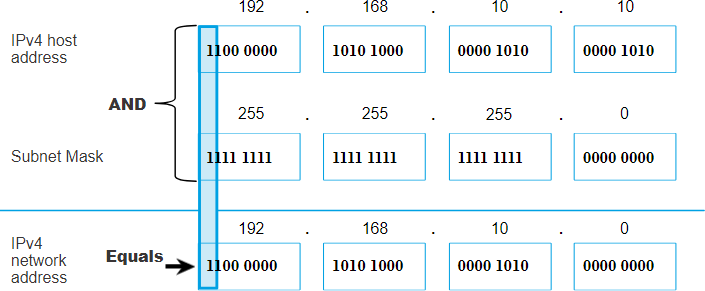 192 . 168 . 10 . 10
IPv4 host
address
1100 0000 1010 1000 0000 1010 0000 1010
AND
255 . 255 . 255 . 0
Subnet Mask
1111 1111 1111 1111 1111 1111 0000 0000
192 . 168 . 10 . 0
IPv4
network
address
Equals
1100 0000 1010 1000 0000 1010 0000 0000